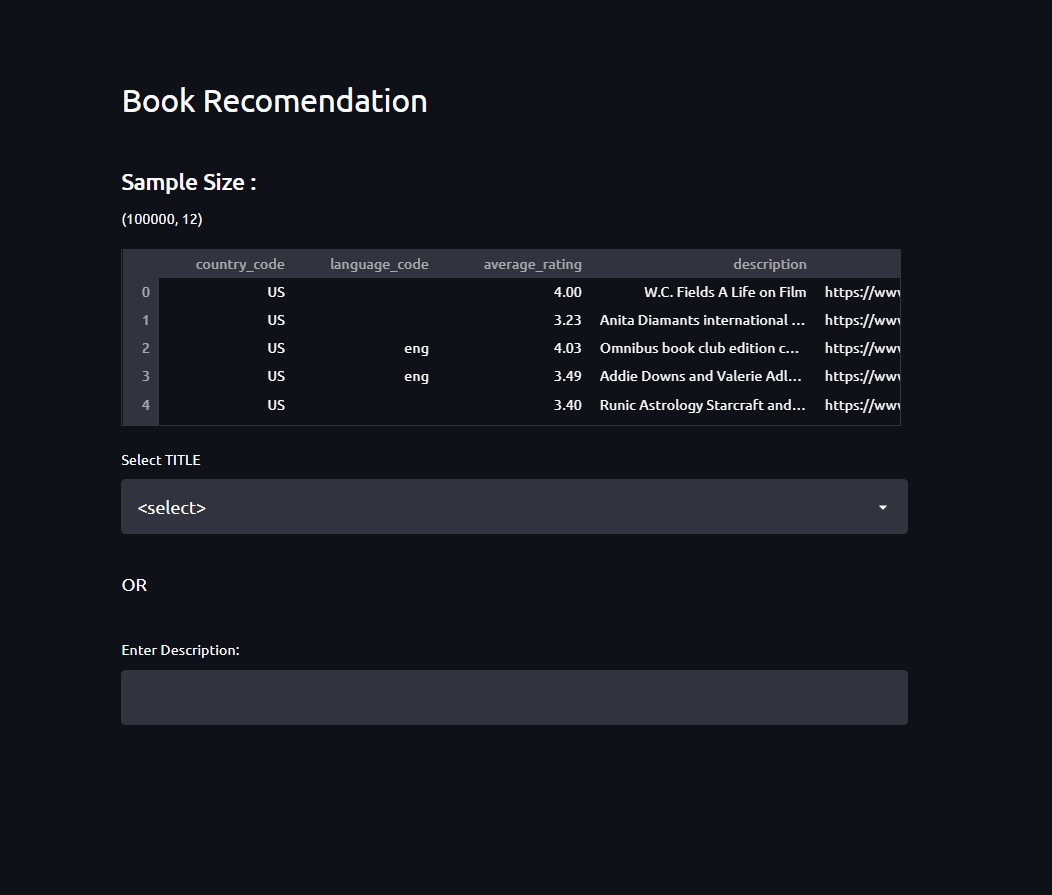 Book Recomendation
Sample Size :
(100000, 12)
country_code language_code average_rating description
0 US 4.00 W.C. Fields A Life on Film https://www
1 US 3.23 Anita Diamants international ... https://www
2 US eng 4.03 Omnibus book club edition c... https://www
3 US eng 3.49 Addie Downs and Valerie Adl... https://www
4 US 3.40 Runic Astrology Starcraft and... https://www
Select TITLE
<select>
OR
Enter Description: